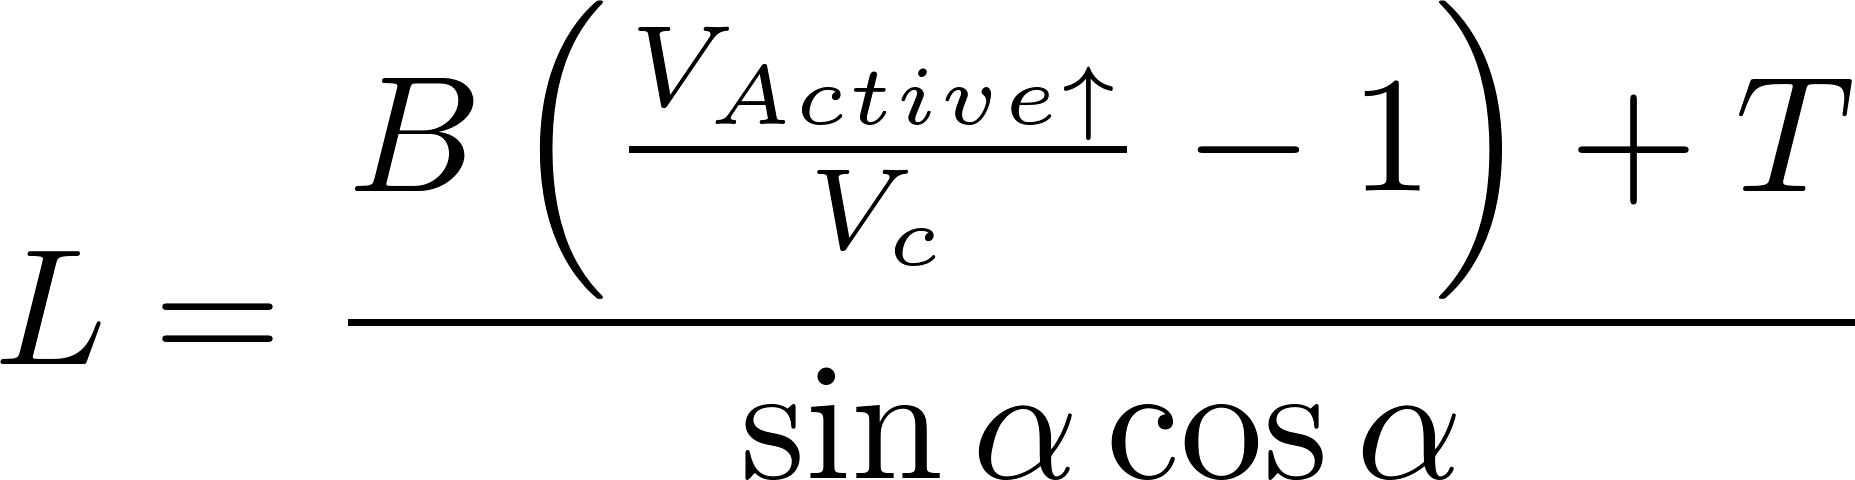 L = \frac{B\left(\frac{V_{Active\uparrow}}{V_c} - 1\right) + T}{\sin \alpha \cos \alpha}